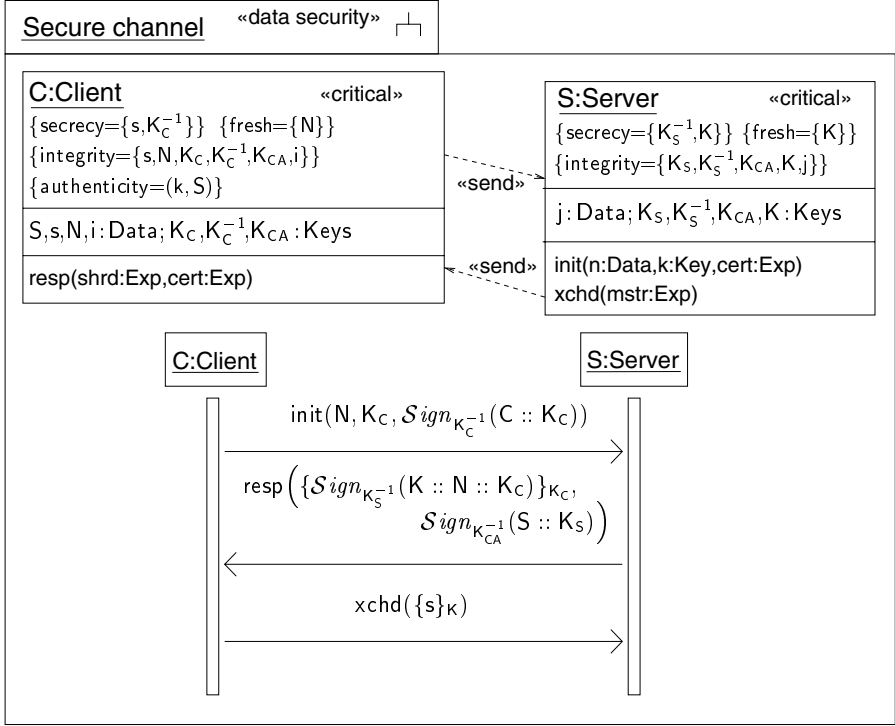 Secure channel «data security»
C:Client «critical»
{secrecy={s,K_C^{-1}}} {fresh={N}}
{integrity={s,N,K_C,K_C^{-1},K_CA,i}}
{authenticity=(k,S)}
S,s,N,i:Data; K_C,K_C^{-1},K_CA:Keys
resp(shrd:Exp,cert:Exp)
«send»
«send»
S:Server «critical»
{secrecy={K_S^{-1},K}} {fresh={K}}
{integrity={K_S,K_S^{-1},K_CA,K,j}}
j:Data; K_S,K_S^{-1},K_CA,K:Keys
init(n:Data,k:Key,cert:Exp)
xchd(mstr:Exp)
C:Client
S:Server
init(N,K_C,Sign_{K_C^{-1}}(C::K_C))
resp({Sign_{K_S^{-1}}(K::N::K_C)}_{K_C},
Sign_{K_CA^{-1}}(S::K_S))
xchd({s}_K)